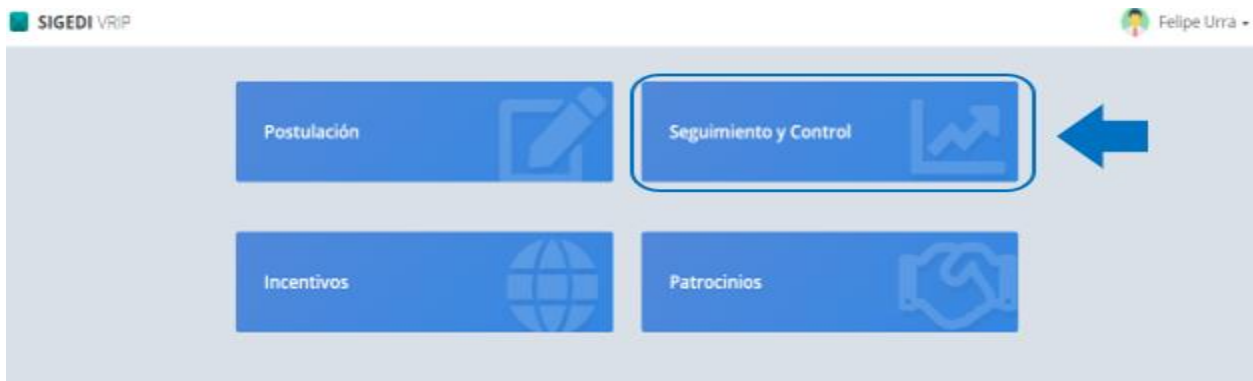 SIGEDI VRIP
Felipe Urra
Postulación
Seguimiento y Control
Incentivos
Patrocinios